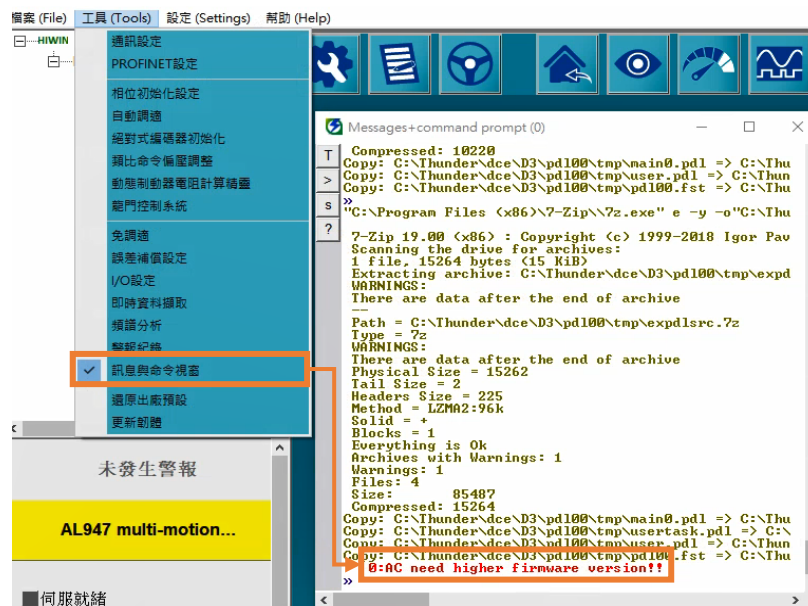 檔案 (File) 工具 (Tools) 設定 (Settings) 幫助 (Help)
HIWIN
通訊設定
PROFINET設定
相位初始化設定
自動調適
絕對式編碼器初始化
類比命令偏壓調整
動態制動器電阻計算精靈
龍門控制系統
免調適
誤差補償設定
I/O設定
即時資料擷取
頻譜分析
警報紀錄
訊息與命令視窗
還原出廠預設
更新韌體
未發生警報
AL947 multi-motion...
伺服就緒
Messages+command prompt (0)
T
>
s
?
Compressed: 10220
Copy: C:\Thunder\dce\D3\pdl00\tmp\main0.pdl => C:\Thu
Copy: C:\Thunder\dce\D3\pdl00\tmp\user.pdl => C:\Thun
Copy: C:\Thunder\dce\D3\pdl00\tmp\pdl00.fst => C:\Thu
»
"C:\Program Files (x86)\7-Zip\\7z.exe" e -y -o"C:\Thu
7-Zip 19.00 (x86) : Copyright (c) 1999-2018 Igor Pav
Scanning the drive for archives:
1 file, 15264 bytes (15 KiB)
Extracting archive: C:\Thunder\dce\D3\pdl00\tmp\expd
WARNINGS:
There are data after the end of archive
--
Path = C:\Thunder\dce\D3\pdl00\tmp\expdlsrc.7z
Type = 7z
WARNINGS:
There are data after the end of archive
Physical Size = 15262
Tail Size = 2
Headers Size = 225
Method = LZMA2:96k
Solid = +
Blocks = 1
Everything is Ok
Archives with Warnings: 1
Warnings: 1
Files: 4
Size: 85487
Compressed: 15264
Copy: C:\Thunder\dce\D3\pdl00\tmp\main0.pdl => C:\Thu
Copy: C:\Thunder\dce\D3\pdl00\tmp\usertask.pdl => C:\
Copy: C:\Thunder\dce\D3\pdl00\tmp\user.pdl => C:\Thun
Copy: C:\Thunder\dce\D3\pdl00\tmp\pdl00.fst => C:\Thu
0:AC need higher firmware version!!
»